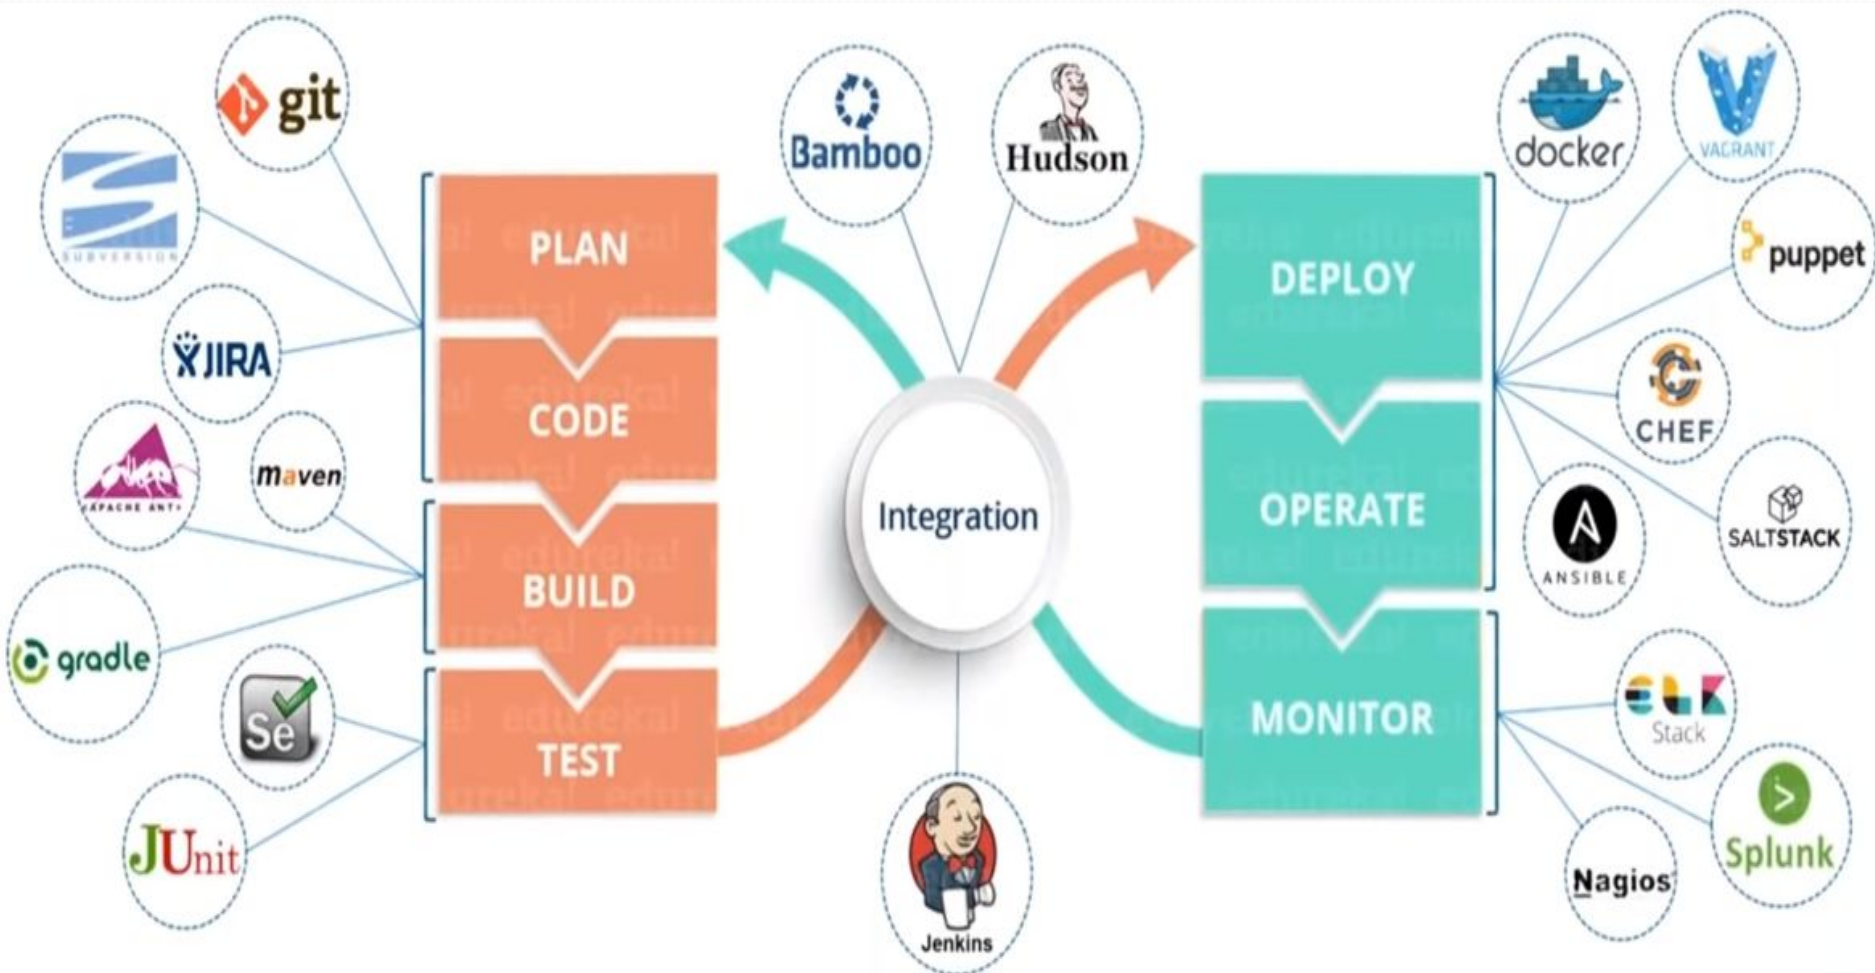 git
SUBVERSION
JIRA
APACHE ANT
maven
gradle
Se
JUnit
PLAN
CODE
BUILD
TEST
Bamboo
Hudson
Integration
Jenkins
DEPLOY
OPERATE
MONITOR
docker
VAGRANT
puppet
CHEF
SALTSTACK
ANSIBLE
ELK
Stack
Splunk
Nagios
edureka!